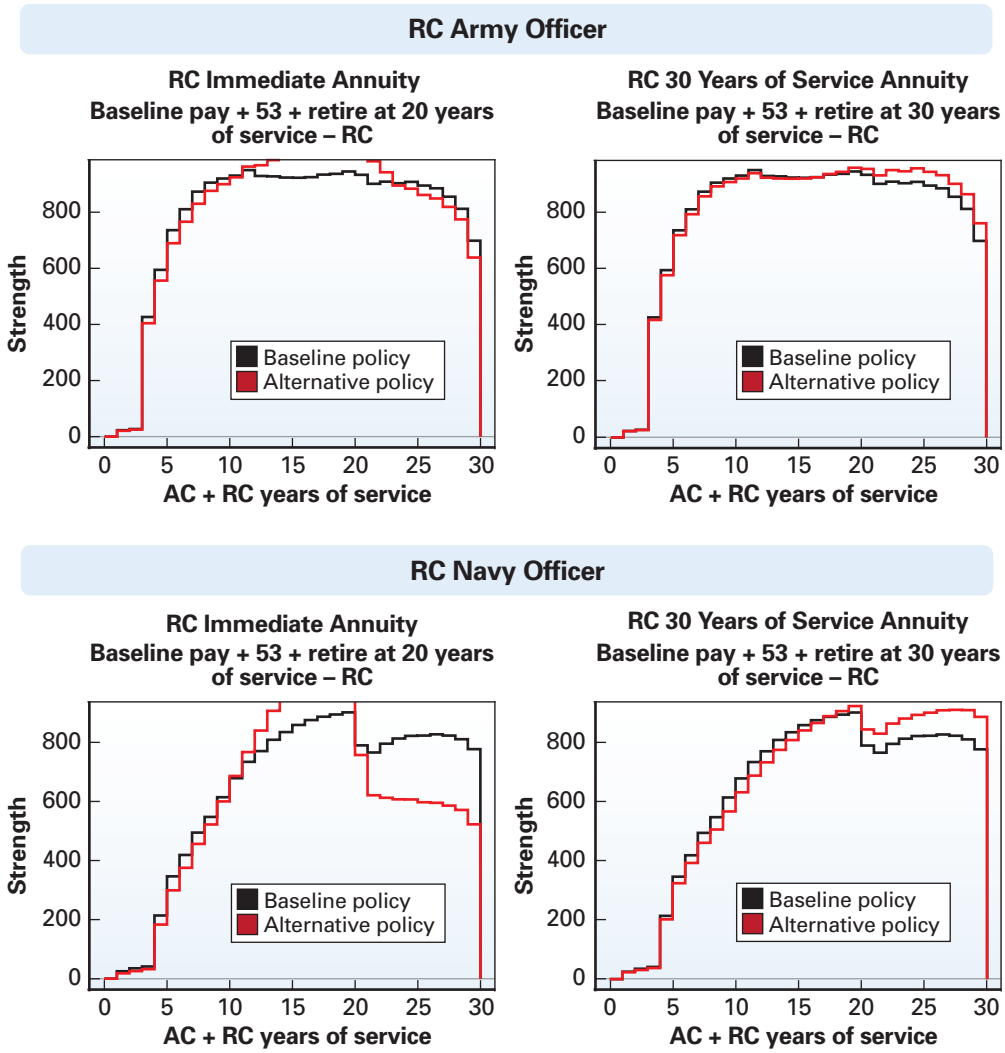 RC Army Officer
RC Immediate Annuity
Baseline pay + 53 + retire at 20 years
of service – RC
Strength
800
600
400
200
0
Baseline policy
Alternative policy
0 5 10 15 20 25 30
AC + RC years of service
RC 30 Years of Service Annuity
Baseline pay + 53 + retire at 30 years
of service – RC
Strength
800
600
400
200
0
Baseline policy
Alternative policy
0 5 10 15 20 25 30
AC + RC years of service
RC Navy Officer
RC Immediate Annuity
Baseline pay + 53 + retire at 20 years
of service – RC
Strength
800
600
400
200
0
Baseline policy
Alternative policy
0 5 10 15 20 25 30
AC + RC years of service
RC 30 Years of Service Annuity
Baseline pay + 53 + retire at 30 years
of service – RC
Strength
800
600
400
200
0
Baseline policy
Alternative policy
0 5 10 15 20 25 30
AC + RC years of service